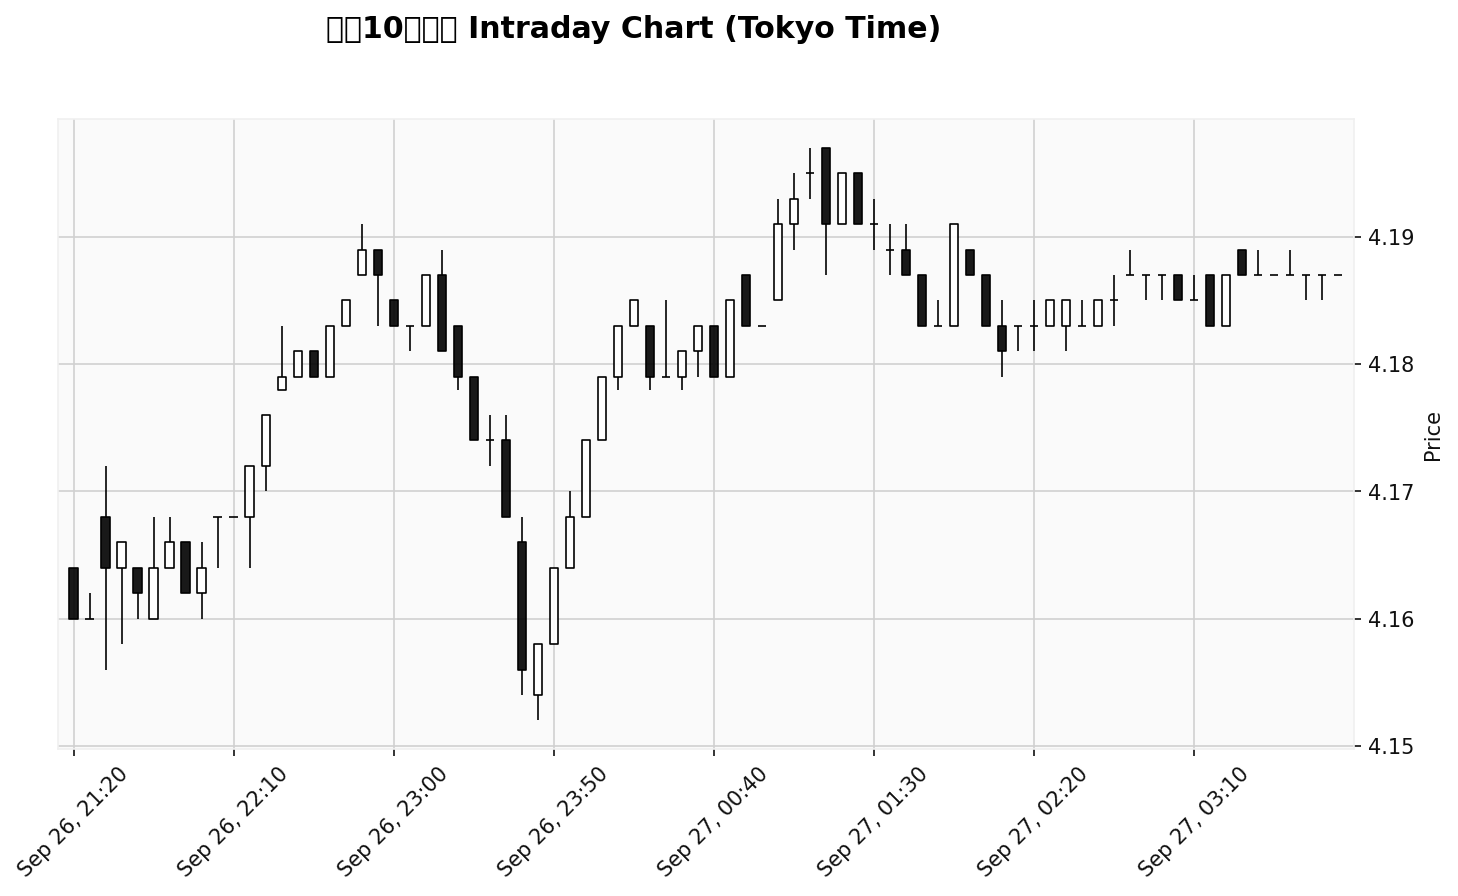 10 Intraday Chart (Tokyo Time)
4.19
4.18
4.17
4.16
4.15
Price
Sep 26, 21:20
Sep 26, 22:10
Sep 26, 23:00
Sep 26, 23:50
Sep 27, 00:40
Sep 27, 01:30
Sep 27, 02:20
Sep 27, 03:10